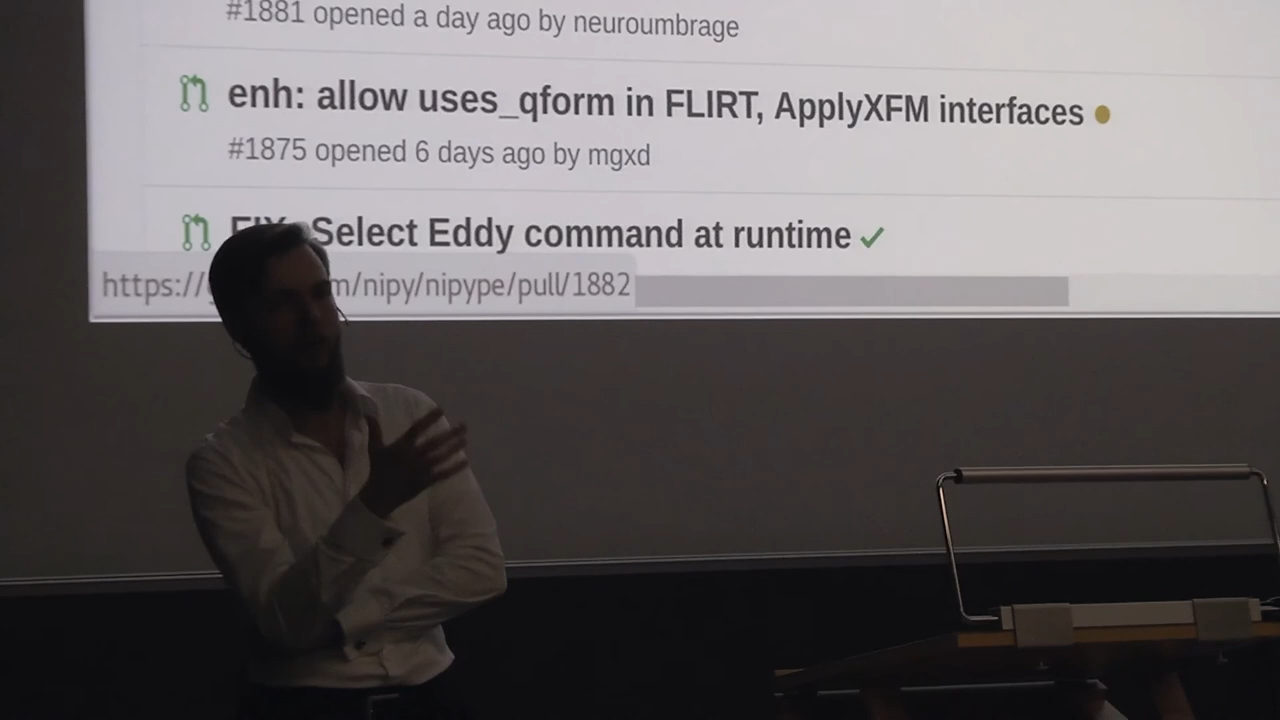 #1881 opened a day ago by neuroumbrage
enh: allow uses_qform in FLIRT, ApplyXFM interfaces
#1875 opened 6 days ago by mgxd
Select Eddy command at runtime
https:// m/nipy/nipype/pull/1882